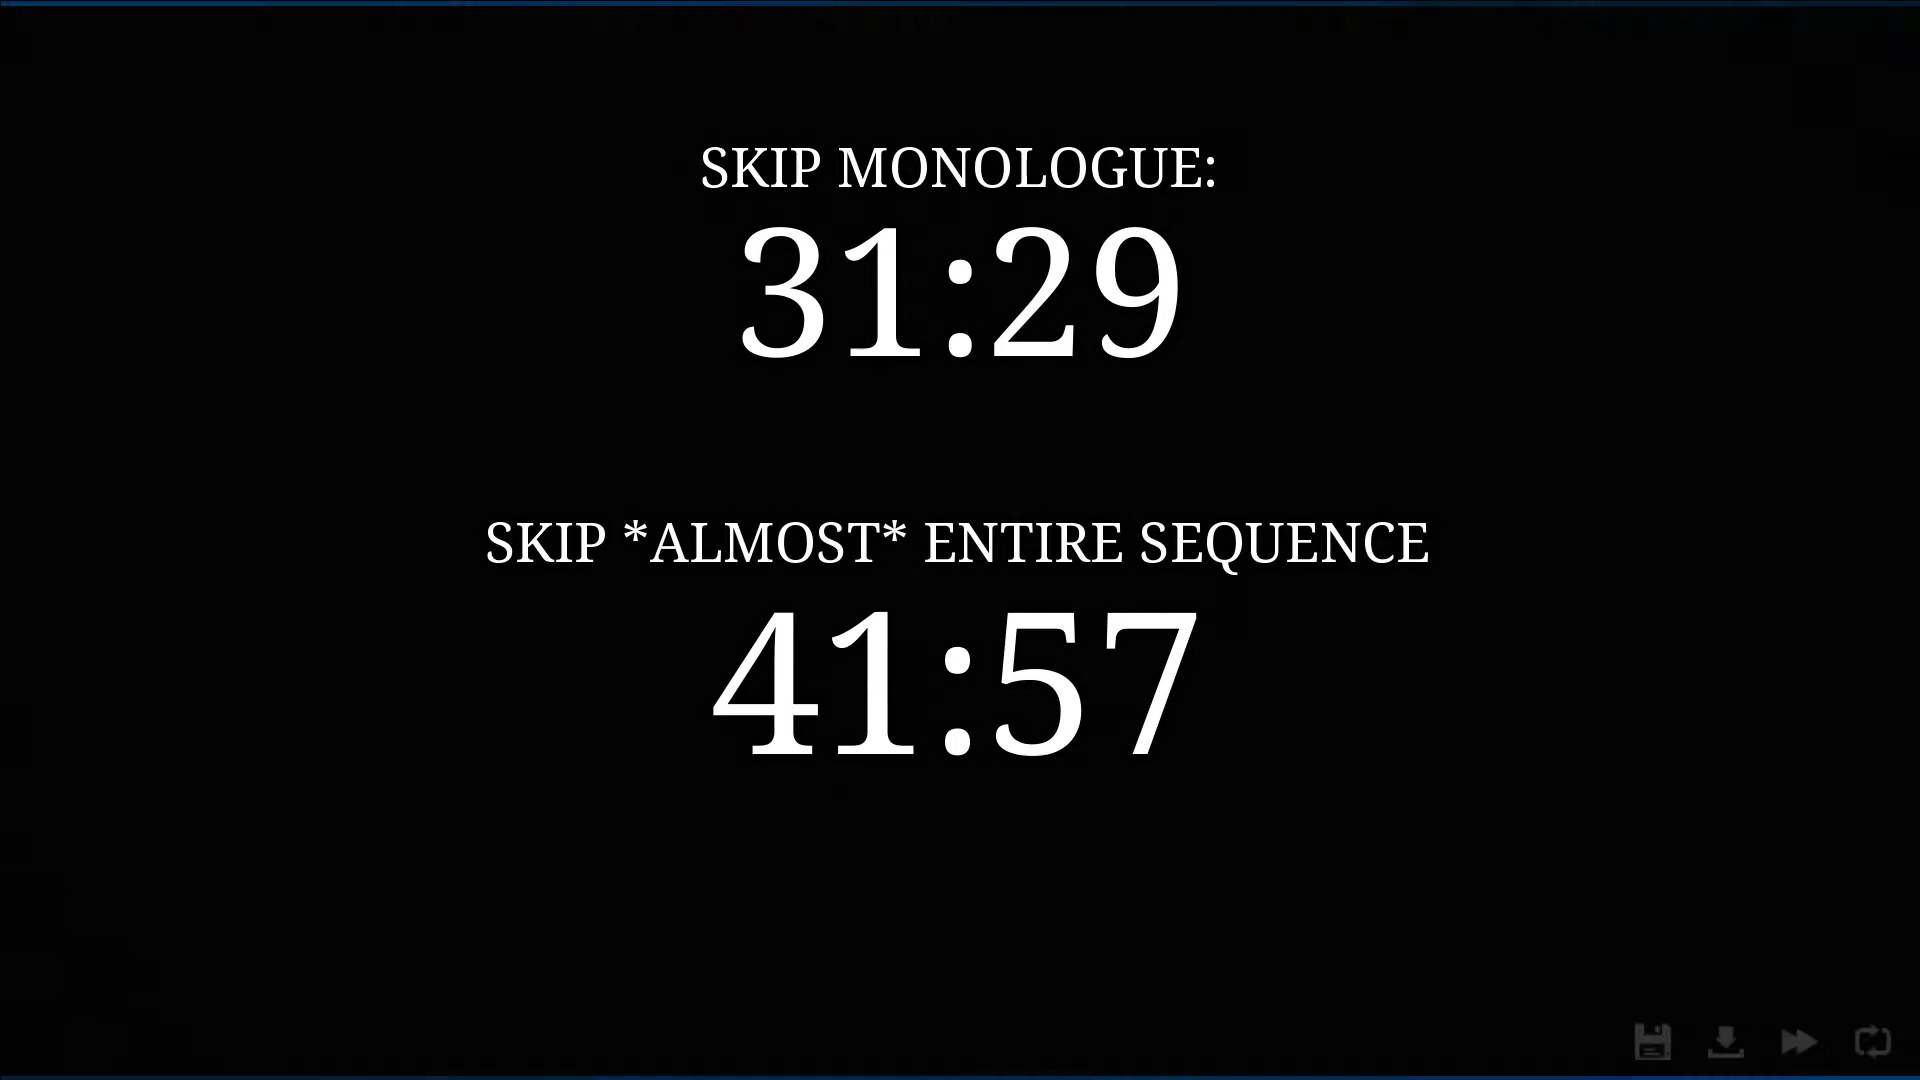 SKIP MONOLOGUE:
31:29
SKIP *ALMOST* ENTIRE SEQUENCE
41:57